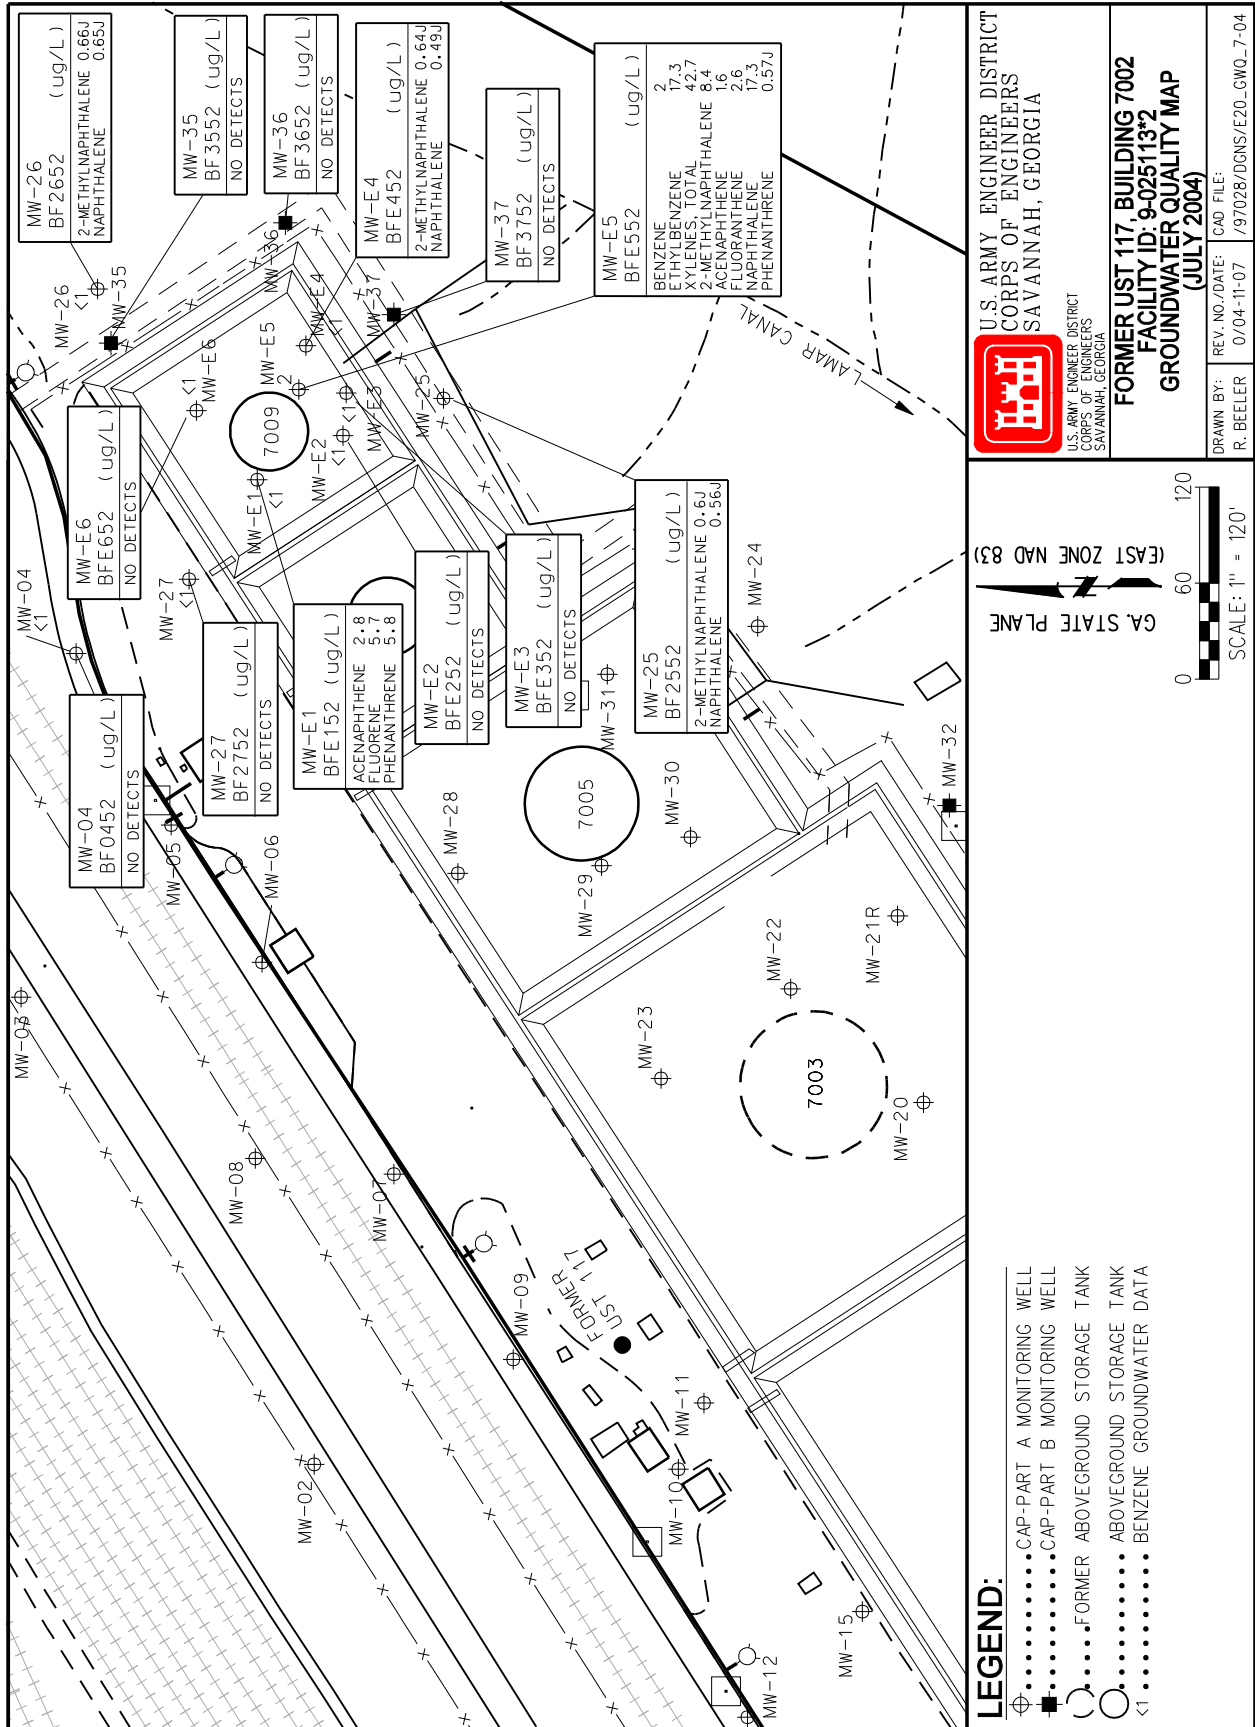 MW-26
BF2652 (ug/L)
2-METHYLNAPHTHALENE 0.66J
NAPHTHALENE 0.65J
MW-35
BF3552 (ug/L)
NO DETECTS
MW-36
BF3652 (ug/L)
NO DETECTS
MW-E4
BFE452 (ug/L)
2-METHYLNAPHTHALENE 0.64J
NAPHTHALENE 0.49J
MW-37
BF3752 (ug/L)
NO DETECTS
MW-E5
BFE552 (ug/L)
BENZENE 2
ETHYLBENZENE 17.3
XYLENES, TOTAL 42.7
2-METHYLNAPHTHALENE 8.4
ACENAPHTHENE 1.6
FLUORANTHENE 2.6
NAPHTHALENE 17.3
PHENANTHRENE 0.57J
MW-E6
BFE652 (ug/L)
NO DETECTS
MW-04
BF0452 (ug/L)
NO DETECTS
MW-27
BF2752 (ug/L)
NO DETECTS
MW-E1
BFE152 (ug/L)
ACENAPHTHENE 2.8
FLUORENE 5.7
PHENANTHRENE 5.8
MW-E2
BFE252 (ug/L)
NO DETECTS
MW-E3
BFE352 (ug/L)
NO DETECTS
MW-25
BF2552 (ug/L)
2-METHYLNAPHTHALENE 0.6J
NAPHTHALENE 0.56J
MW-26
<1
MW-35
MW-36
MW-E4
<1
MW-37
MW-E5
2
MW-E6
<1
7009
MW-E3
<1
MW-E2
<1
MW-E1
<1
MW-25
LAMAR CANAL
MW-04
<1
MW-27
<1
MW-24
MW-31
7005
MW-30
MW-29
MW-28
MW-32
MW-05
MW-06
MW-03
MW-22
MW-21R
MW-23
7003
MW-20
MW-08
MW-07
MW-09
FORMER
UST 117
MW-11
MW-10
MW-02
MW-15
MW-12
LEGEND:
CAP-PART A MONITORING WELL
CAP-PART B MONITORING WELL
FORMER ABOVEGROUND STORAGE TANK
ABOVEGROUND STORAGE TANK
<1 BENZENE GROUNDWATER DATA
GA. STATE PLANE
(EAST ZONE NAD 83)
N
0 60 120
SCALE: 1" = 120'
U.S. ARMY ENGINEER DISTRICT
CORPS OF ENGINEERS
SAVANNAH, GEORGIA
U.S. ARMY ENGINEER DISTRICT
CORPS OF ENGINEERS
SAVANNAH, GEORGIA
FORMER UST 117, BUILDING 7002
FACILITY ID: 9-025113*2
GROUNDWATER QUALITY MAP
(JULY 2004)
DRAWN BY:
R. BEELER
REV. NO./DATE:
0/04-11-07
CAD FILE:
/97028/DGNS/E20_GWQ_7-04